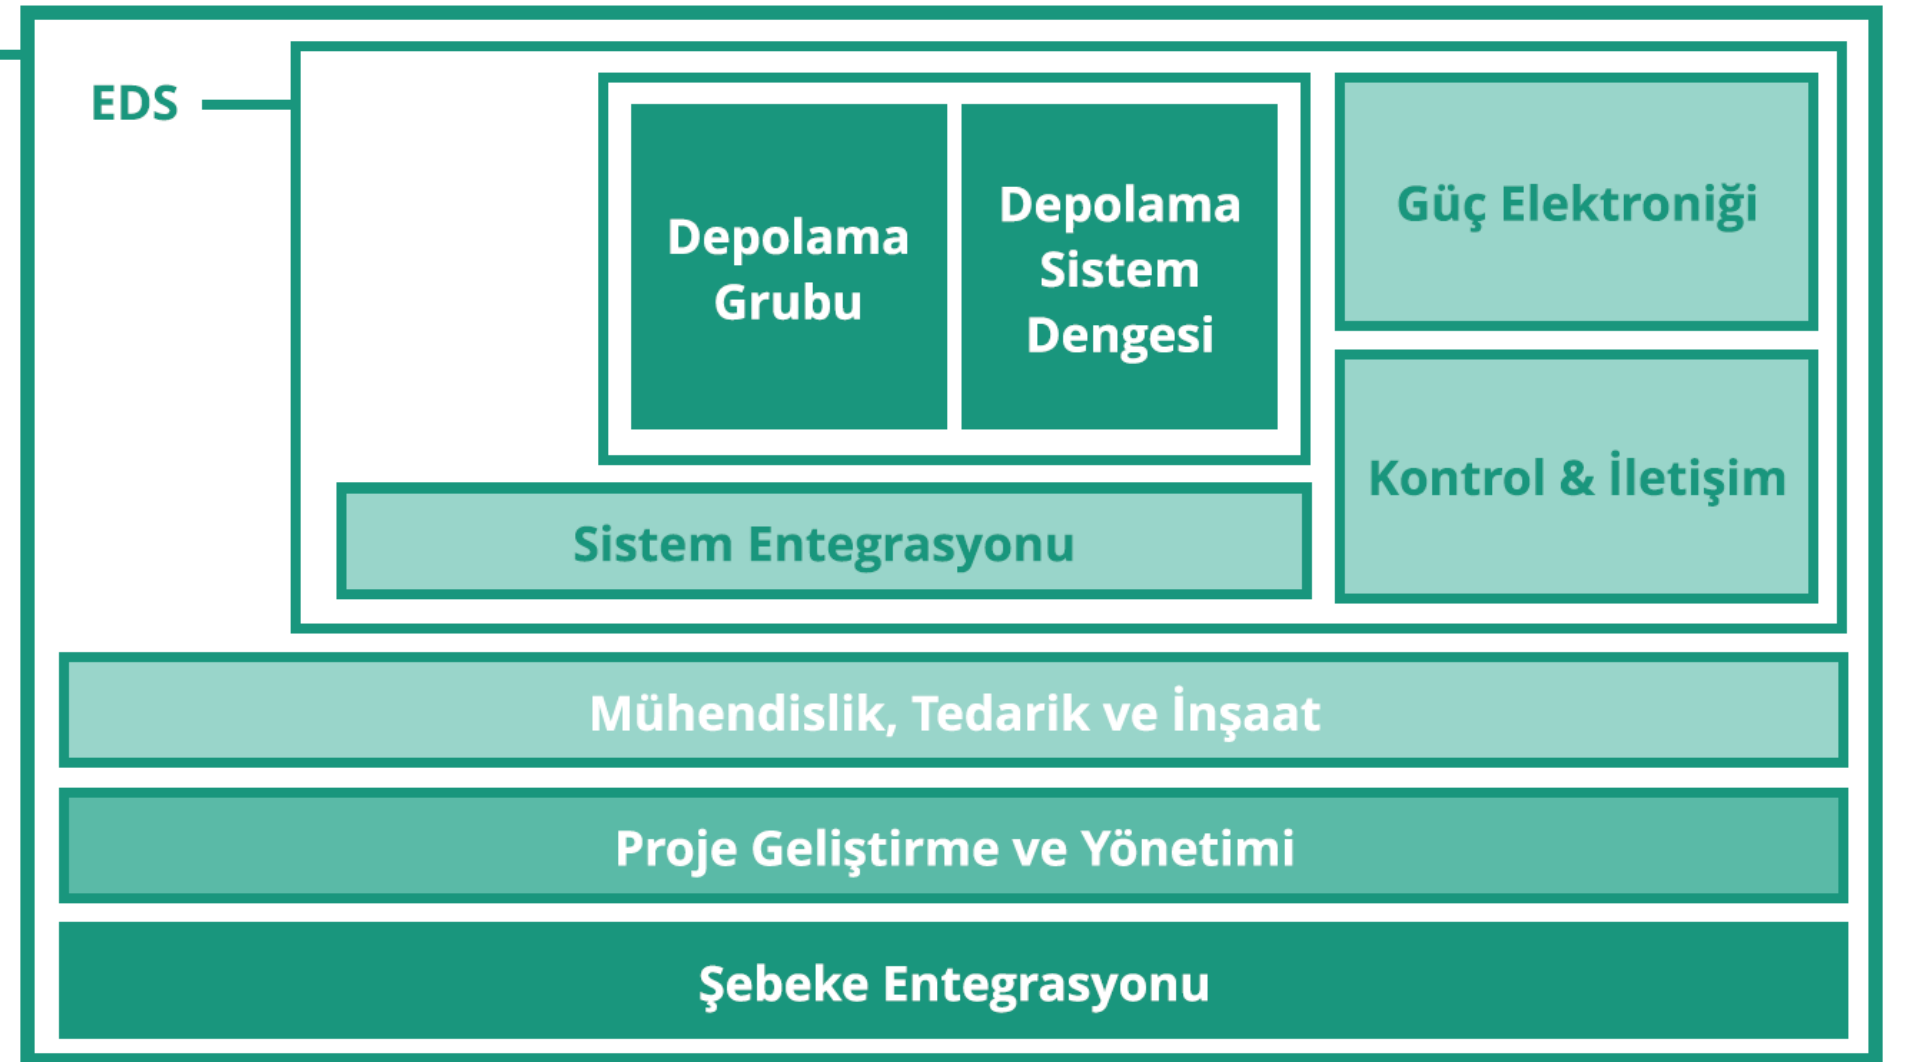 EDS
Depolama
Grubu
Depolama
Sistem
Dengesi
Güç Elektroniği
Kontrol & İletişim
Sistem Entegrasyonu
Mühendislik, Tedarik ve İnşaat
Proje Geliştirme ve Yönetimi
Şebeke Entegrasyonu